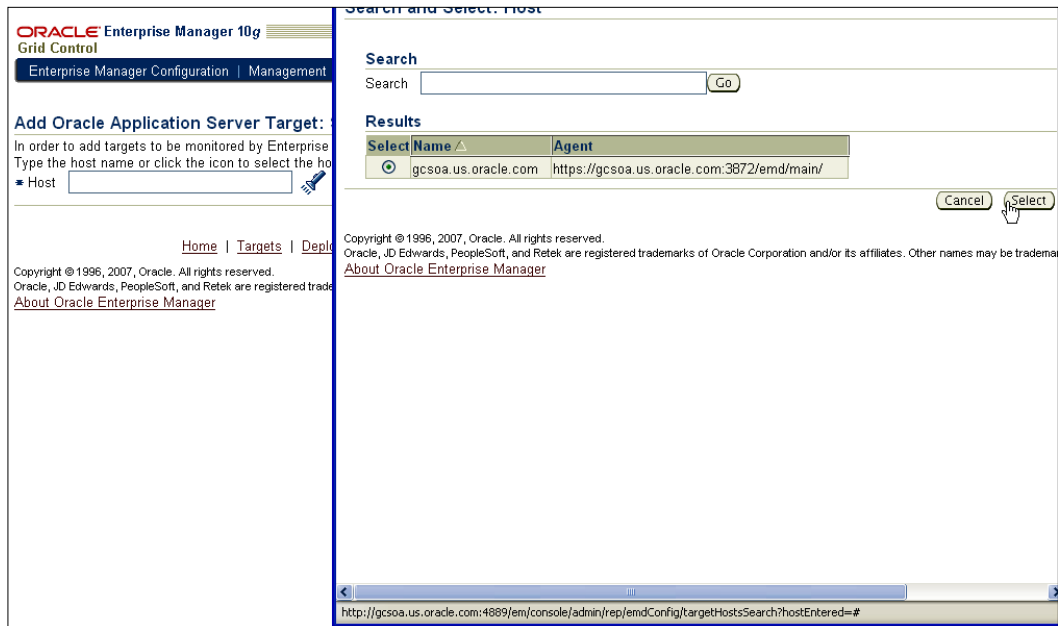 ORACLE Enterprise Manager 10g
Grid Control
Enterprise Manager Configuration | Management
Add Oracle Application Server Target:
In order to add targets to be monitored by Enterprise
Type the host name or click the icon to select the ho
* Host
Home | Targets | Deplo
Copyright © 1996, 2007, Oracle. All rights reserved.
Oracle, JD Edwards, PeopleSoft, and Retek are registered trade
About Oracle Enterprise Manager
Search and Select: Host
Search
Search
Go
Results
Select Name Agent
gcsoa.us.oracle.com https://gcsoa.us.oracle.com:3872/emd/main/
Cancel Select
Copyright © 1996, 2007, Oracle. All rights reserved.
Oracle, JD Edwards, PeopleSoft, and Retek are registered trademarks of Oracle Corporation and/or its affiliates. Other names may be tradema
About Oracle Enterprise Manager
http://gcsoa.us.oracle.com:4889/em/console/admin/rep/emdConfig/targetHostsSearch?hostEntered=#